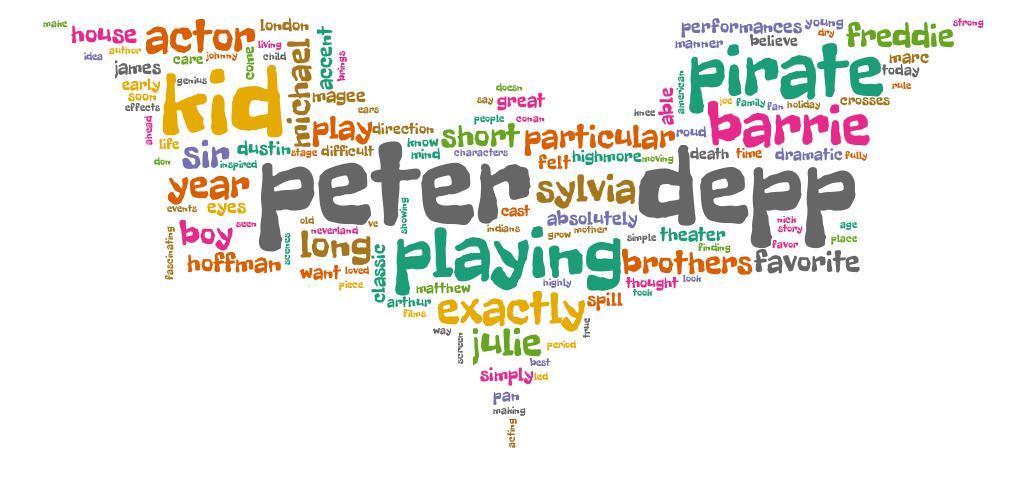 make
house
actor
london
idea
author
care
johnny
come
living
child
michael
accent
brings
james
genius
early
soon
effects
kid
magee
ears
ahead
life
play
direction
don
sir
inspired
dustin
stage
difficult
know
mind
short
characters
doesn
say
great
people
conan
particular
felt
highmore
moving
roud
knee
able
american
performances
young
dry
manner
believe
freddie
strong
pirate
marc
today
rule
joe
family
fan
holiday
crosses
barrie
death
time
dramatic
fully
year
events
eyes
peter
sylvia
depp
cast
absolutely
indians
grow
mother
simple
theater
finding
nick
story
favor
age
place
fascinating
boy
seen
hoffman
scenes
old
neverland
ve
showing
long
want
loved
piece
classic
playing
highly
brothers
favorite
thought
look
took
matthew
arthur
films
exactly
spill
true
way
screen
julie
period
best
simply
led
pan
making
acting